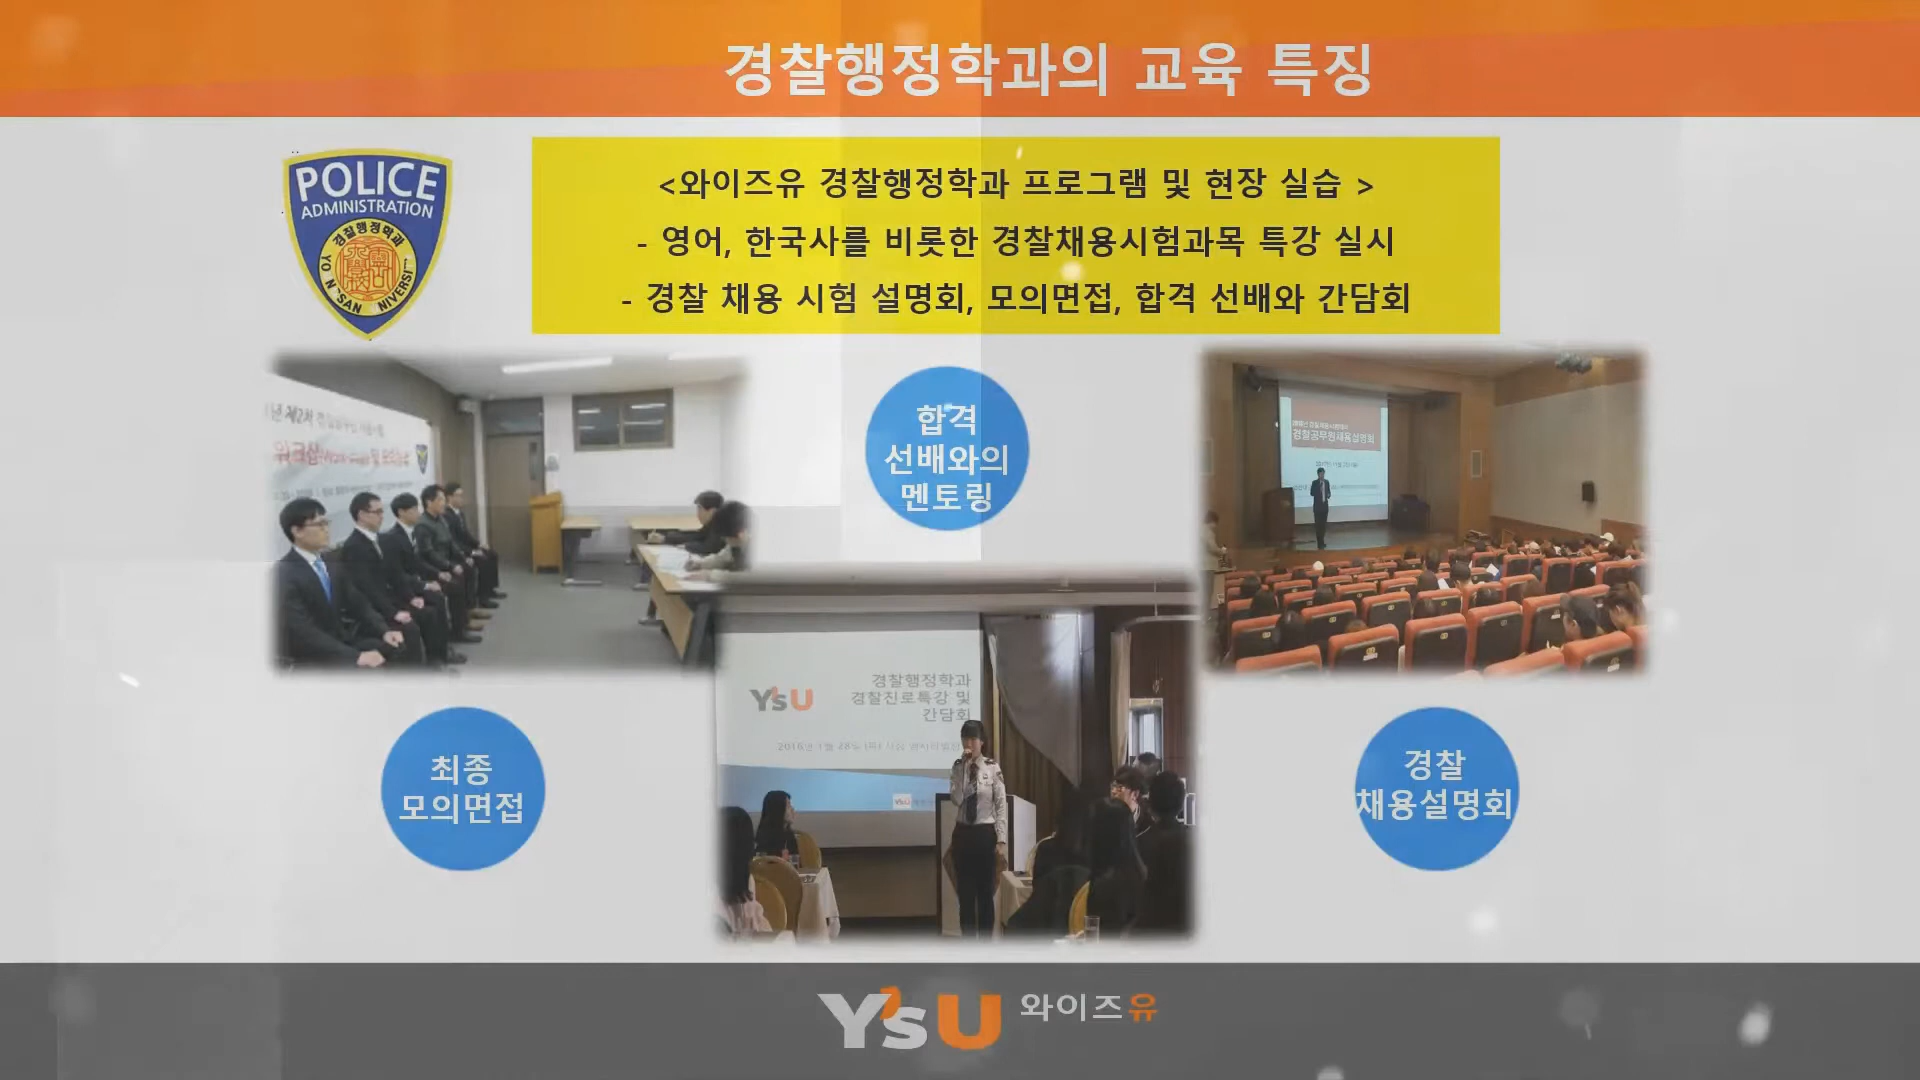 경찰행정학과의 교육 특징
POLICE
ADMINISTRATION
경찰행정학과
<와이즈유 경찰행정학과 프로그램 및 현장 실습 >
- 영어, 한국사를 비롯한 경찰채용시험과목 특강 실시
- 경찰 채용 시험 설명회, 모의면접, 합격 선배와 간담회
합격
선배와의
멘토링
경찰공무원채용설명회
Y'sU
경찰행정학과
경찰진로특강 및
간담회
최종
모의면접
경찰
채용설명회
Y'sU 와이즈유